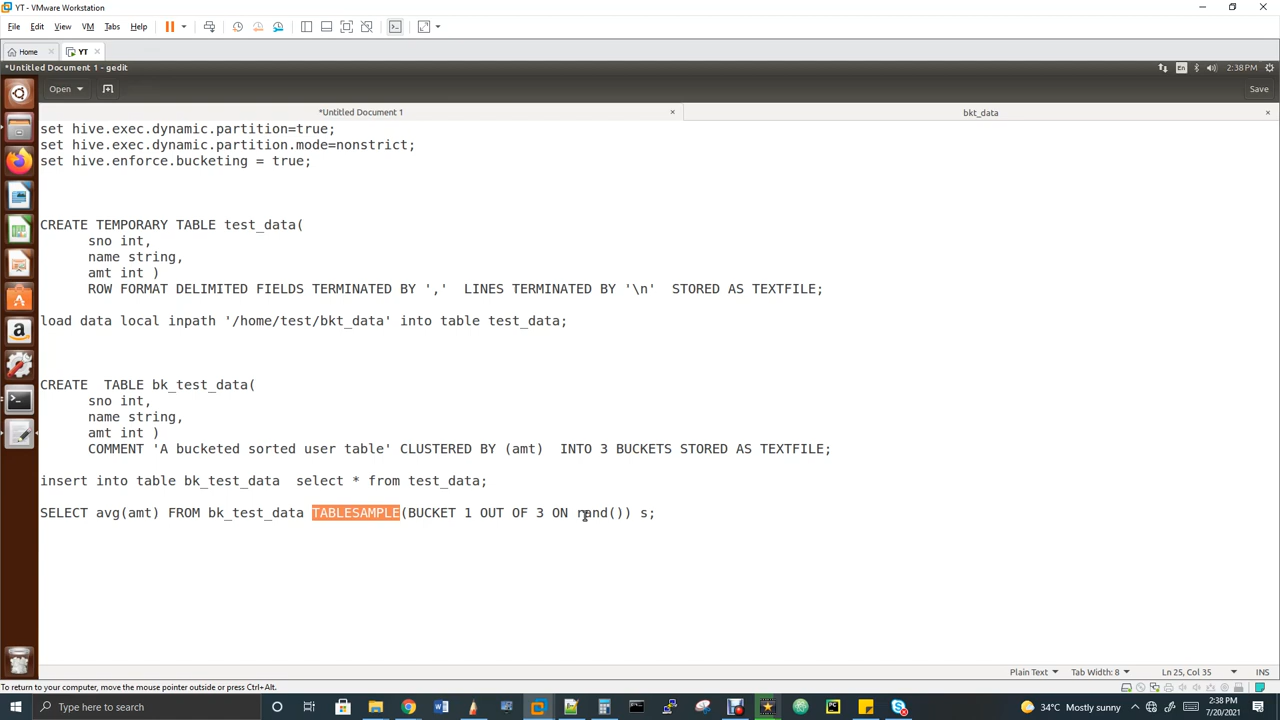 YT - VMware Workstation
File Edit View VM Tabs Help
Home YT
*Untitled Document 1 - gedit
En 2:38 PM
Open Save
*Untitled Document 1 bkt_data
set hive.exec.dynamic.partition=true;
set hive.exec.dynamic.partition.mode=nonstrict;
set hive.enforce.bucketing = true;
CREATE TEMPORARY TABLE test_data(
sno int,
name string,
amt int )
ROW FORMAT DELIMITED FIELDS TERMINATED BY ','  LINES TERMINATED BY '\n'  STORED AS TEXTFILE;
load data local inpath '/home/test/bkt_data' into table test_data;
CREATE  TABLE bk_test_data(
sno int,
name string,
amt int )
COMMENT 'A bucketed sorted user table' CLUSTERED BY (amt)  INTO 3 BUCKETS STORED AS TEXTFILE;
insert into table bk_test_data  select * from test_data;
SELECT avg(amt) FROM bk_test_data TABLESAMPLE(BUCKET 1 OUT OF 3 ON rand()) s;
Plain Text Tab Width: 8 Ln 25, Col 35 INS
To return to your computer, move the mouse pointer outside or press Ctrl+Alt.
Type here to search 34°C Mostly sunny 2:38 PM
7/20/2021